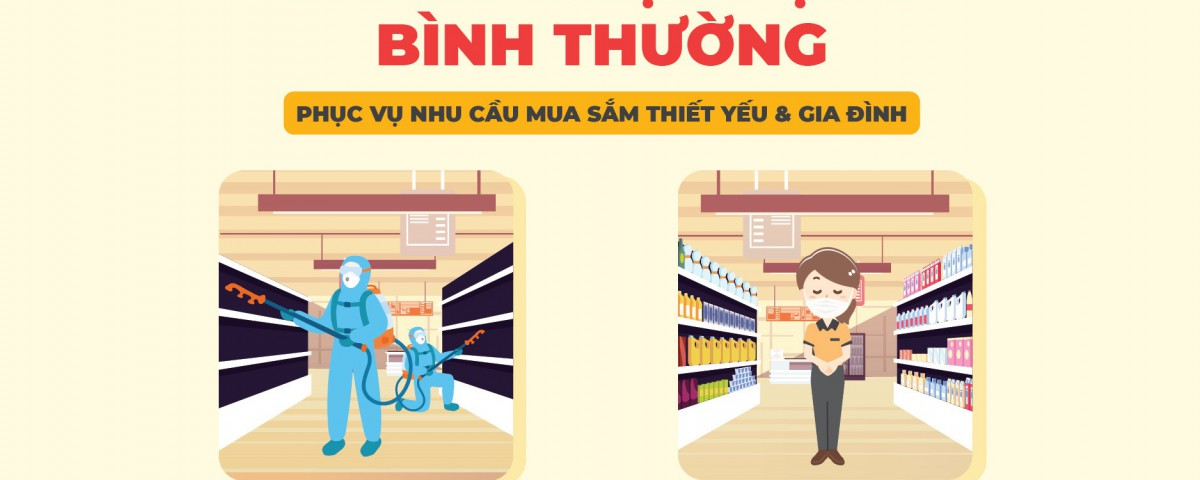 BÌNH THƯỜNG
PHỤC VỤ NHU CẦU MUA SẮM THIẾT YẾU & GIA ĐÌNH